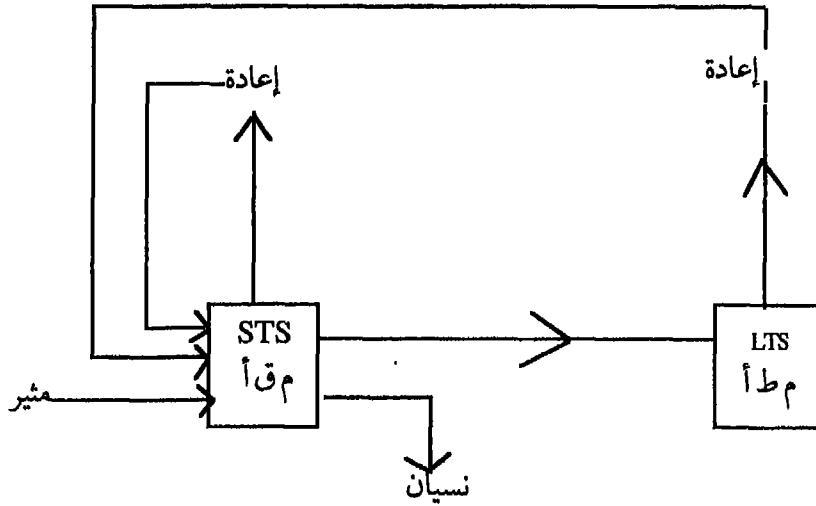 إعادة
إعادة
STS
م ق أ
LTS
م ط أ
مثير
نسيان